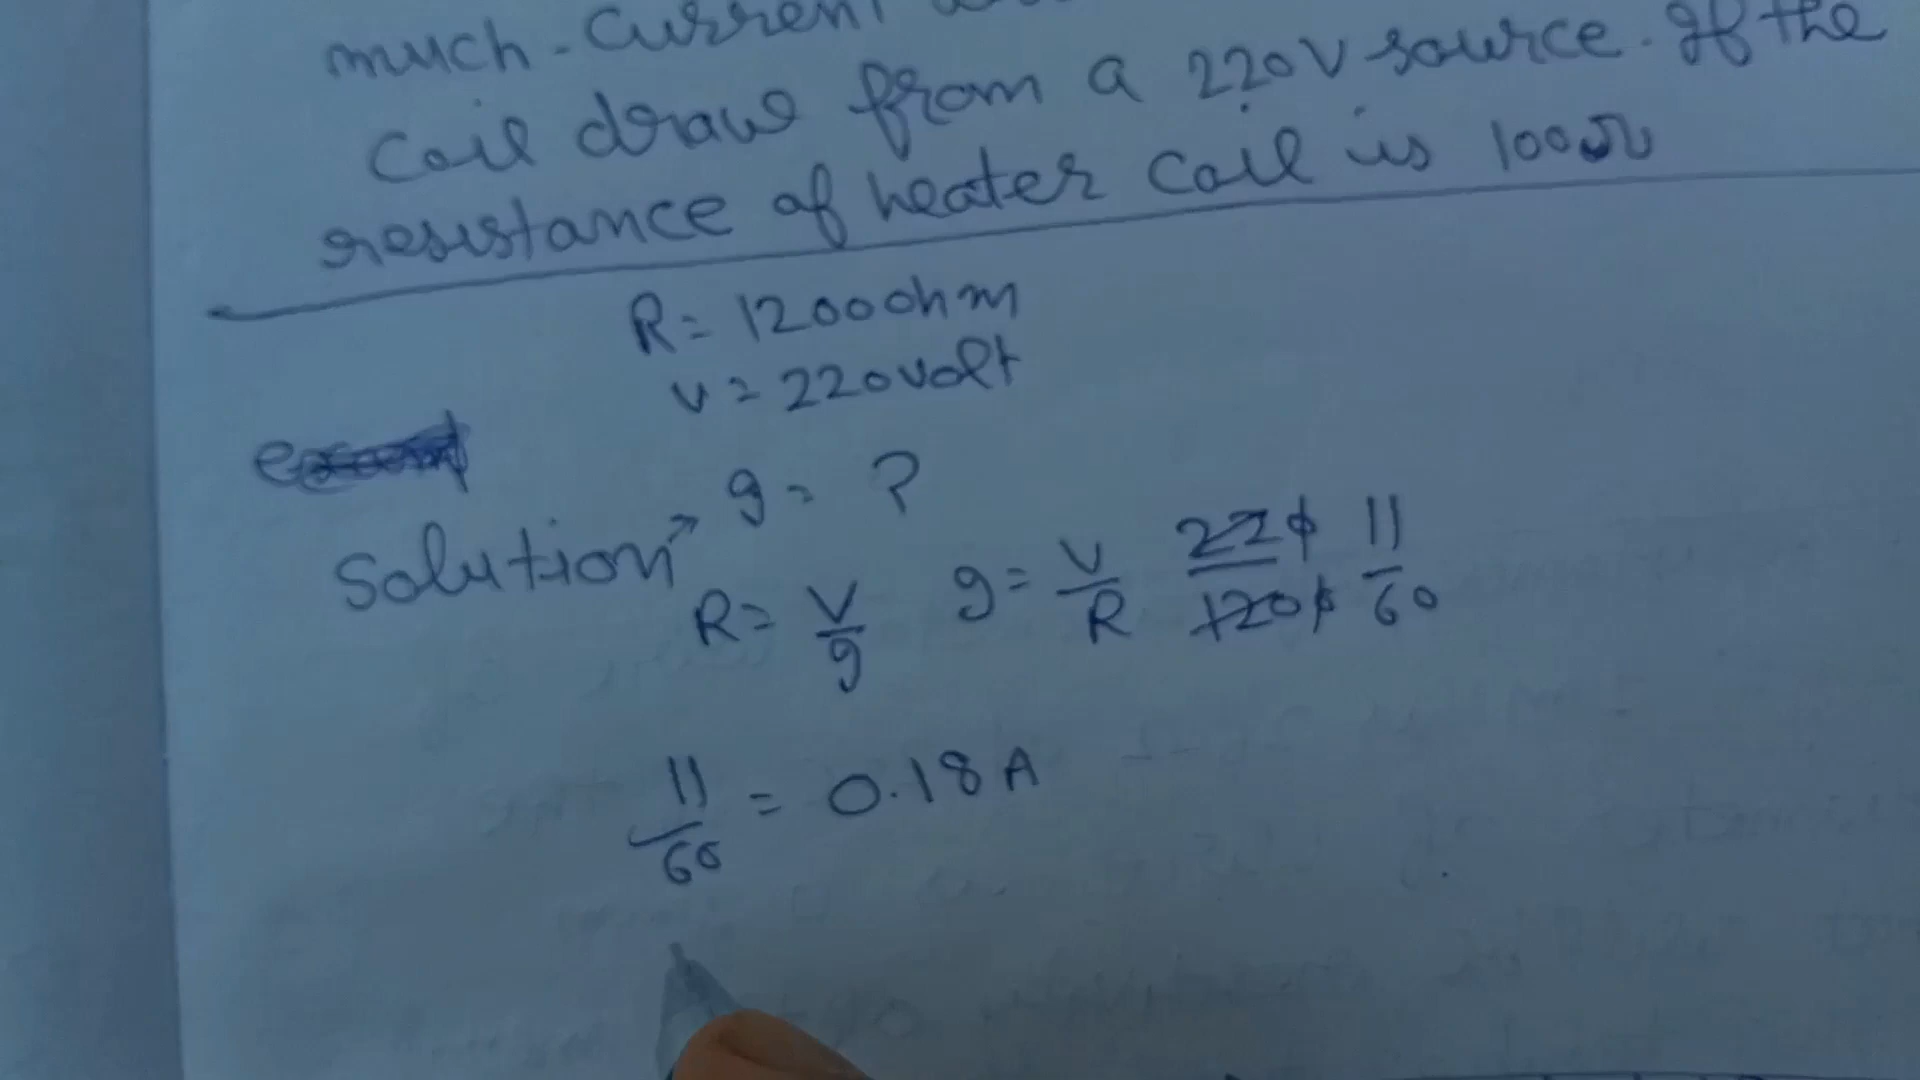 much-Current
Coil draw from a 220V source. If the
resistance of heater Coil is 100Ω
R = 1200 ohm
V = 220 volt
I = ?
Solution→
R = V/I I = V/R 220/1200 11/60
11/60 = 0.18 A